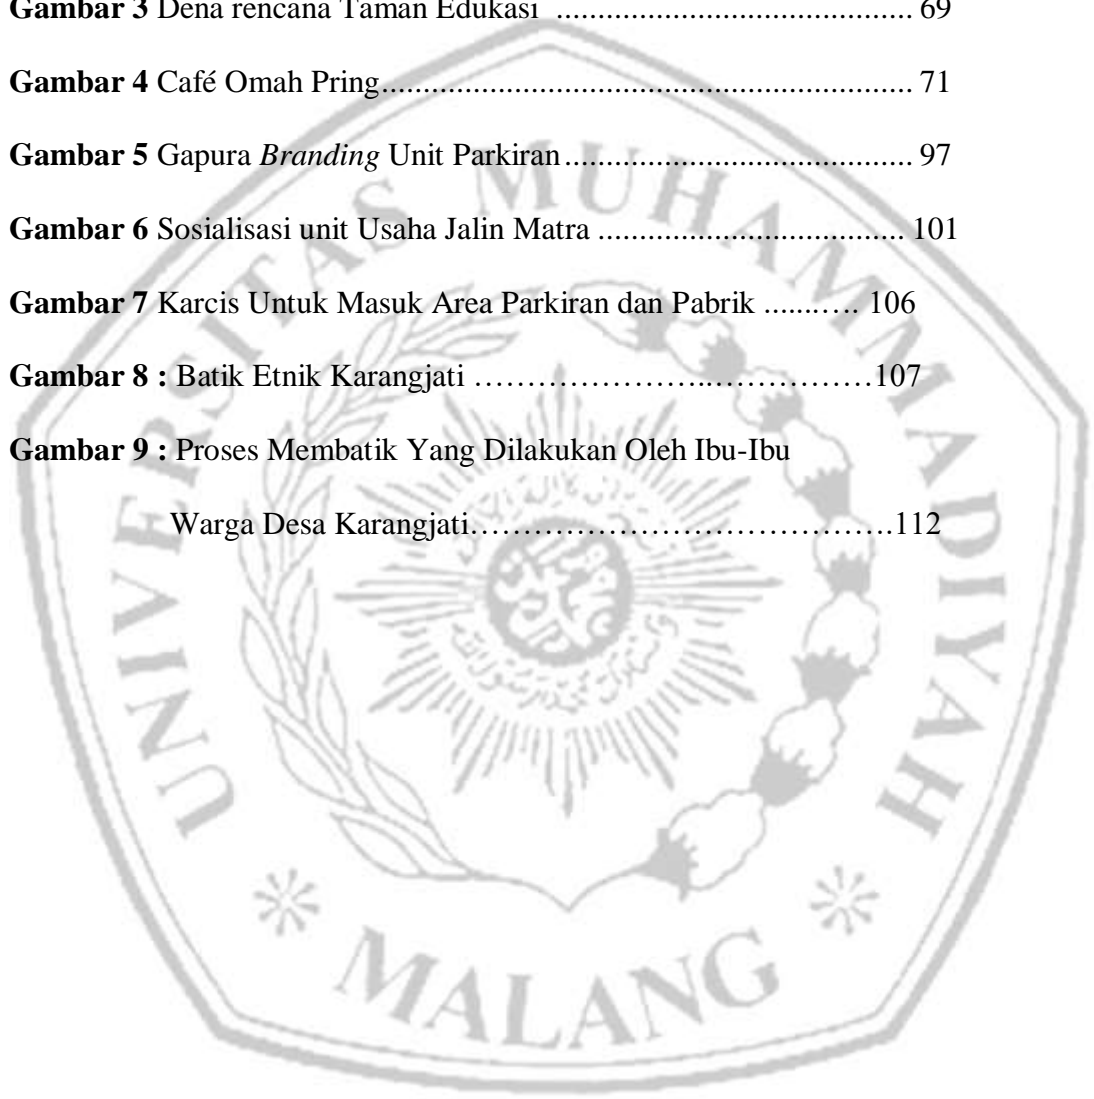 Gambar 3 Dena rencana Taman Edukasi ........................................... 69
Gambar 4 Café Omah Pring................................................................ 71
Gambar 5 Gapura Branding Unit Parkiran.......................................... 97
Gambar 6 Sosialisasi unit Usaha Jalin Matra ..................................... 101
Gambar 7 Karcis Untuk Masuk Area Parkiran dan Pabrik .......…. 106
Gambar 8 : Batik Etnik Karangjati …………………..……………107
Gambar 9 : Proses Membatik Yang Dilakukan Oleh Ibu-Ibu
Warga Desa Karangjati…………………………………….112
UNIVERSITAS MUHAMMADIYAH
MALANG